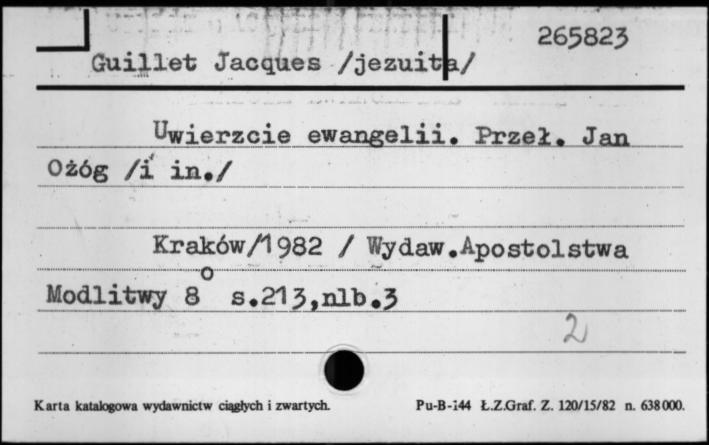 265823
Guillet Jacques /jezuita/
Uwierzcie ewangelii. Przeł. Jan
Ożóg /i in./
Kraków/1982 / Wydaw.Apostolstwa
Modlitwy 8° s.213,nlb.3
2
Karta katalogowa wydawnictw ciągłych i zwartych. Pu-B-144 Ł.Z.Graf. Z. 120/15/82 n. 638000.